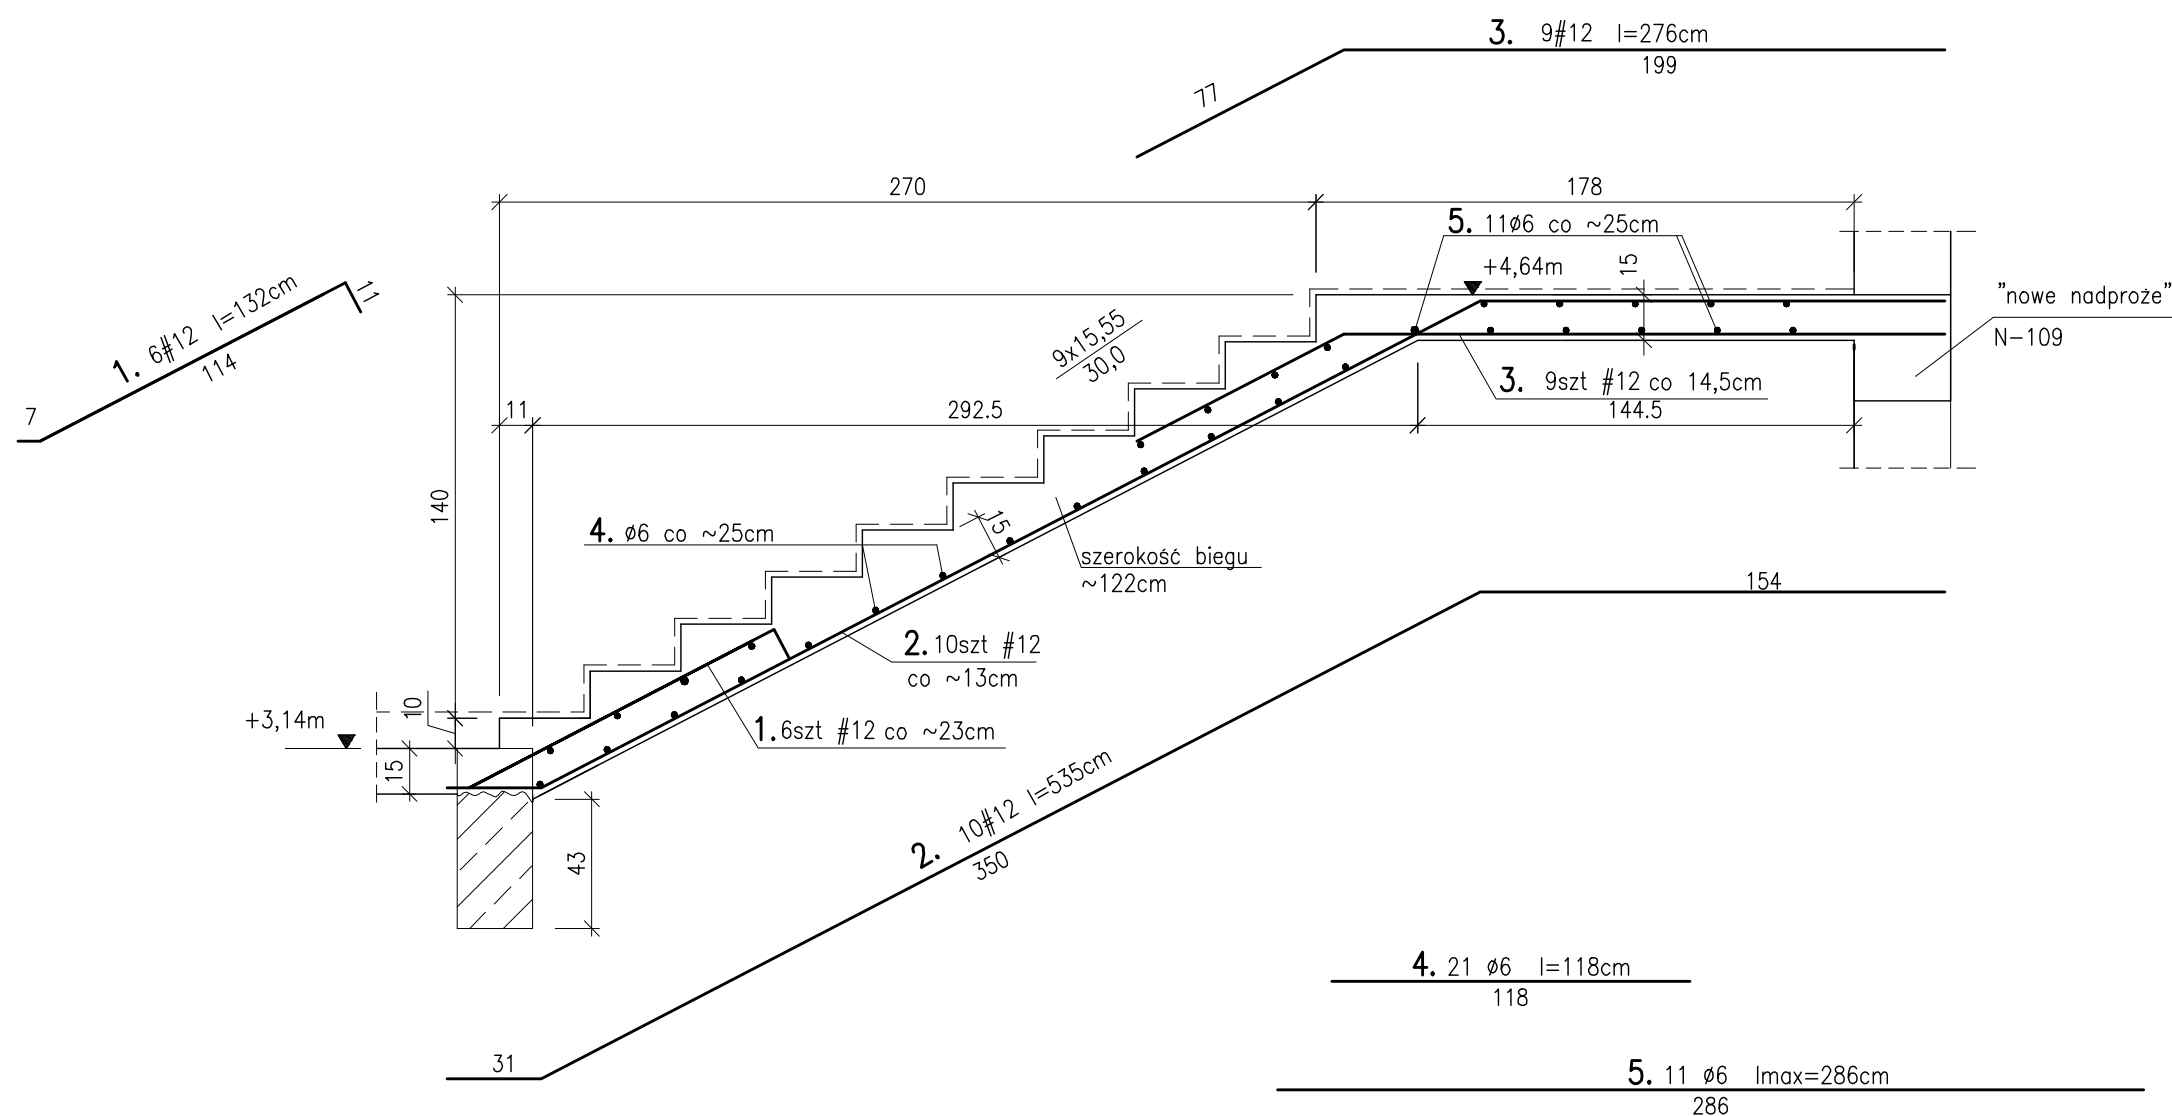 3. 9#12 l=276cm
199
77
270
178
5. 11ø6 co ~25cm
+4,64m
15
"nowe nadproże"
N-109
1. 6#12 l=132cm
114
11
7
9x15,55
30,0
3. 9szt #12 co 14,5cm
144.5
11
292.5
140
4. ø6 co ~25cm
15
szerokość biegu
~122cm
154
2. 10szt #12
co ~13cm
10
+3,14m
1. 6szt #12 co ~23cm
15
43
2. 10#12 l=535cm
350
31
4. 21 ø6 l=118cm
118
5. 11 ø6 lmax=286cm
286